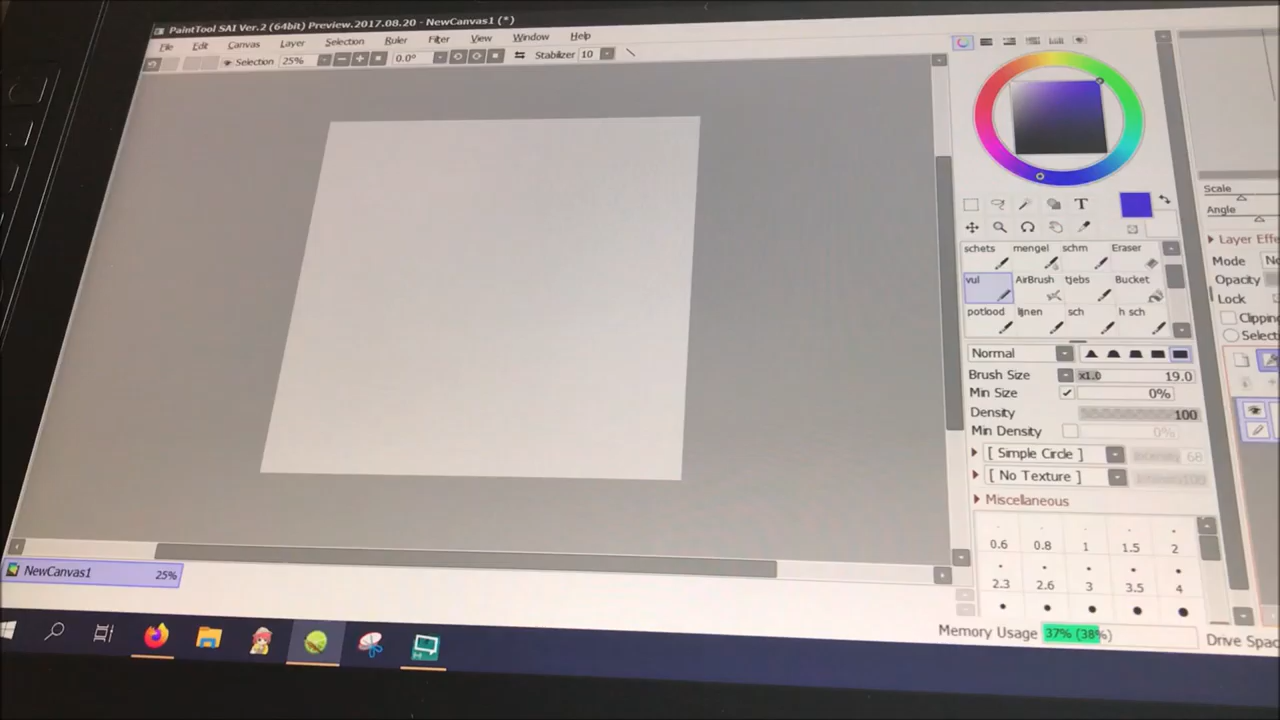 PaintTool SAI Ver.2 (64bit) Preview.2017.08.20 - NewCanvas1 (*)
File Edit Canvas Layer Selection Ruler Filter View Window Help
Selection 25% 0.0° Stabilizer 10
Scale
Angle
T
schets mengel schm Eraser
Layer Effe
vul AirBrush tjebs Bucket
Mode No
Opacity
potlood lijnen sch h sch
Lock
Clipping
Normal
Select
Brush Size x1.0 19.0
Min Size 0%
Density 100
Min Density 0%
[ Simple Circle ] 68
[ No Texture ]
Miscellaneous
0.6 0.8 1 1.5 2
2.3 2.6 3 3.5 4
NewCanvas1 25%
Memory Usage 37% (38%) Drive Spac